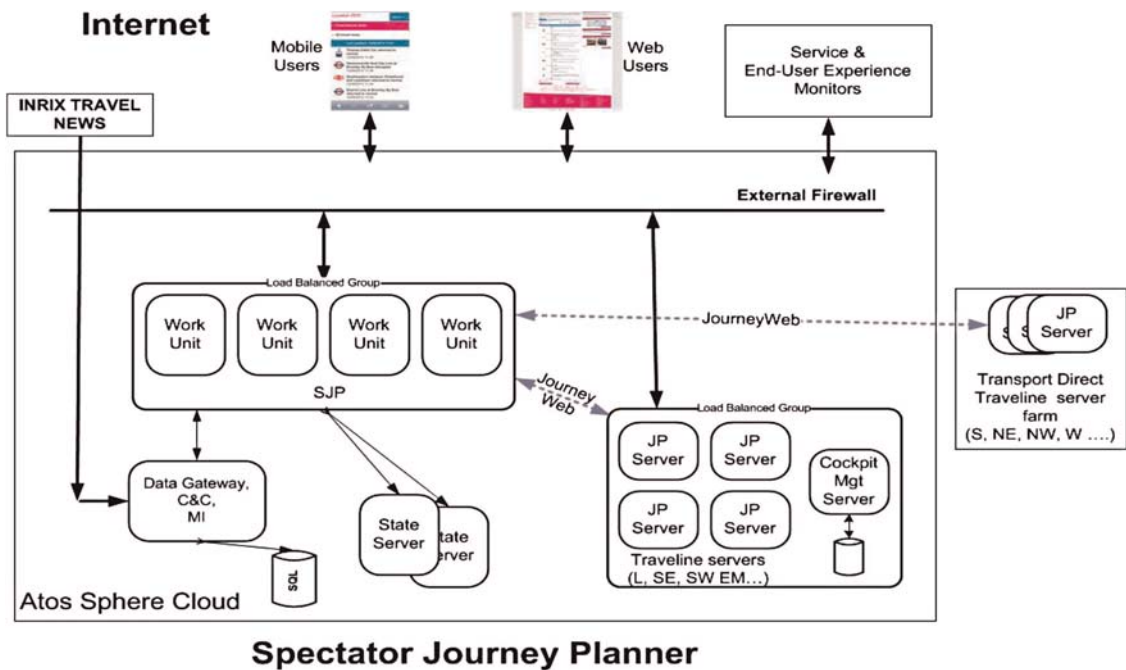 Internet
Mobile
Users
Web
Users
Service &
End-User Experience
Monitors
INRIX TRAVEL
NEWS
External Firewall
Load Balanced Group
Work
Unit
Work
Unit
Work
Unit
Work
Unit
SJP
JourneyWeb
Journey
Web
JP
Server
Transport Direct
Traveline server
farm
(S, NE, NW, W ....)
Load Balanced Group
JP
Server
JP
Server
JP
Server
JP
Server
Cockpit
Mgt
Server
Traveline servers
(L, SE, SW EM...)
Data Gateway,
C&C,
MI
SQL
State
Server
tate
erver
Atos Sphere Cloud
Spectator Journey Planner